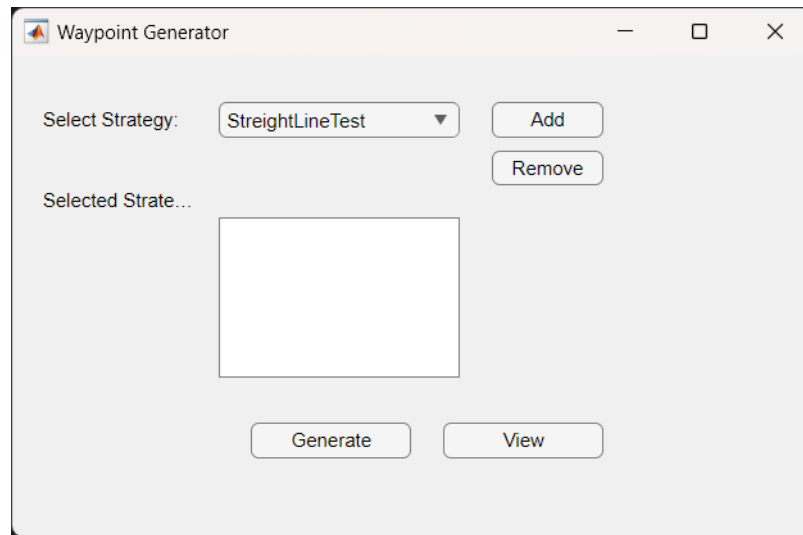 Waypoint Generator
Select Strategy: StreightLineTest Add
Remove
Selected Strate...
Generate View